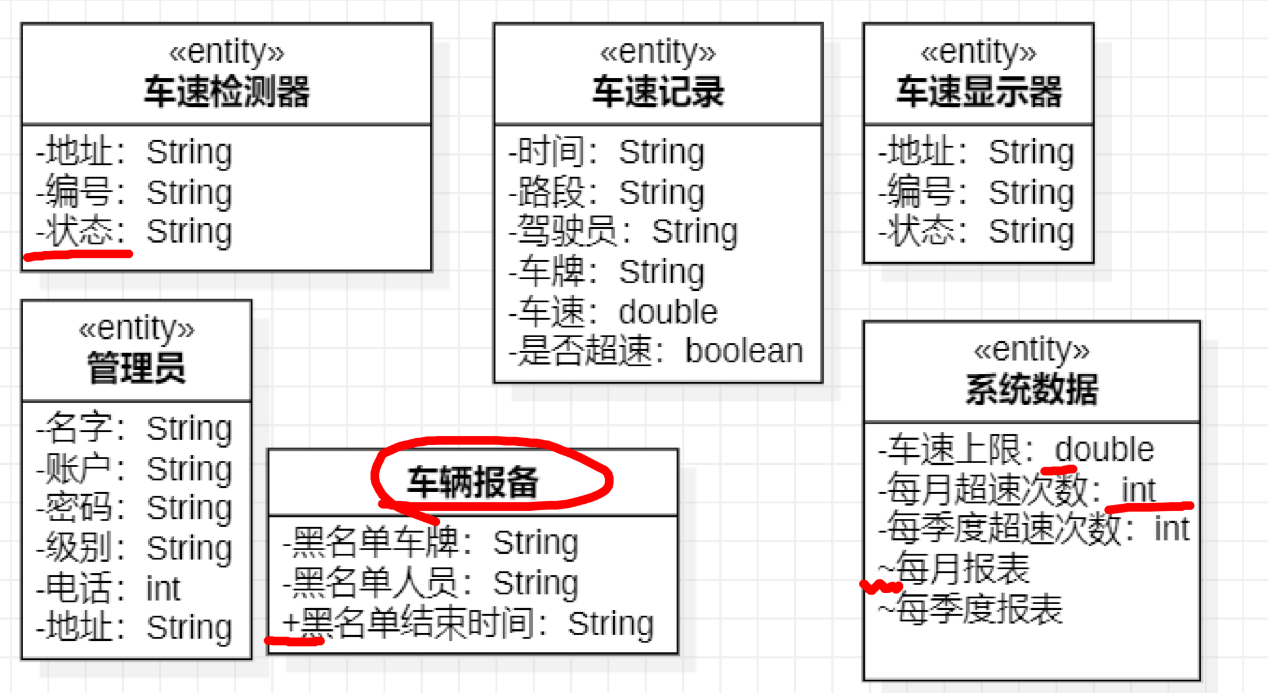 «entity»
车速检测器
-地址：String
-编号：String
-状态：String
«entity»
车速记录
-时间：String
-路段：String
-驾驶员：String
-车牌：String
-车速：double
-是否超速：boolean
«entity»
车速显示器
-地址：String
-编号：String
-状态：String
«entity»
管理员
-名字：String
-账户：String
-密码：String
-级别：String
-电话：int
-地址：String
车辆报备
-黑名单车牌：String
-黑名单人员：String
+黑名单结束时间：String
«entity»
系统数据
-车速上限：double
-每月超速次数：int
-每季度超速次数：int
~每月报表
~每季度报表